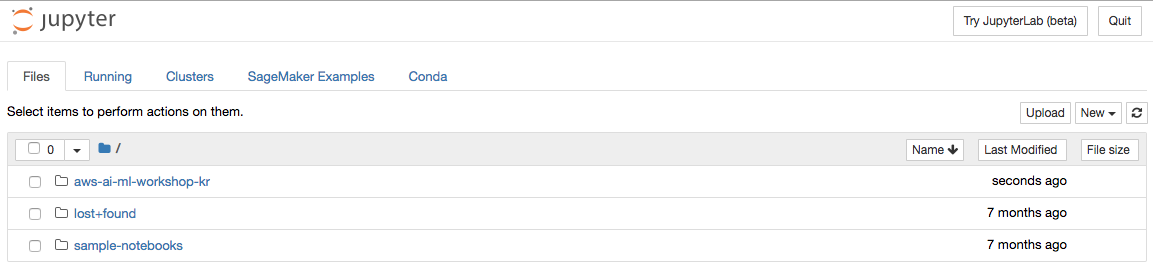 jupyter
Try JupyterLab (beta) Quit
Files Running Clusters SageMaker Examples Conda
Select items to perform actions on them.
Upload New
0 / Name Last Modified File size
aws-ai-ml-workshop-kr seconds ago
lost+found 7 months ago
sample-notebooks 7 months ago